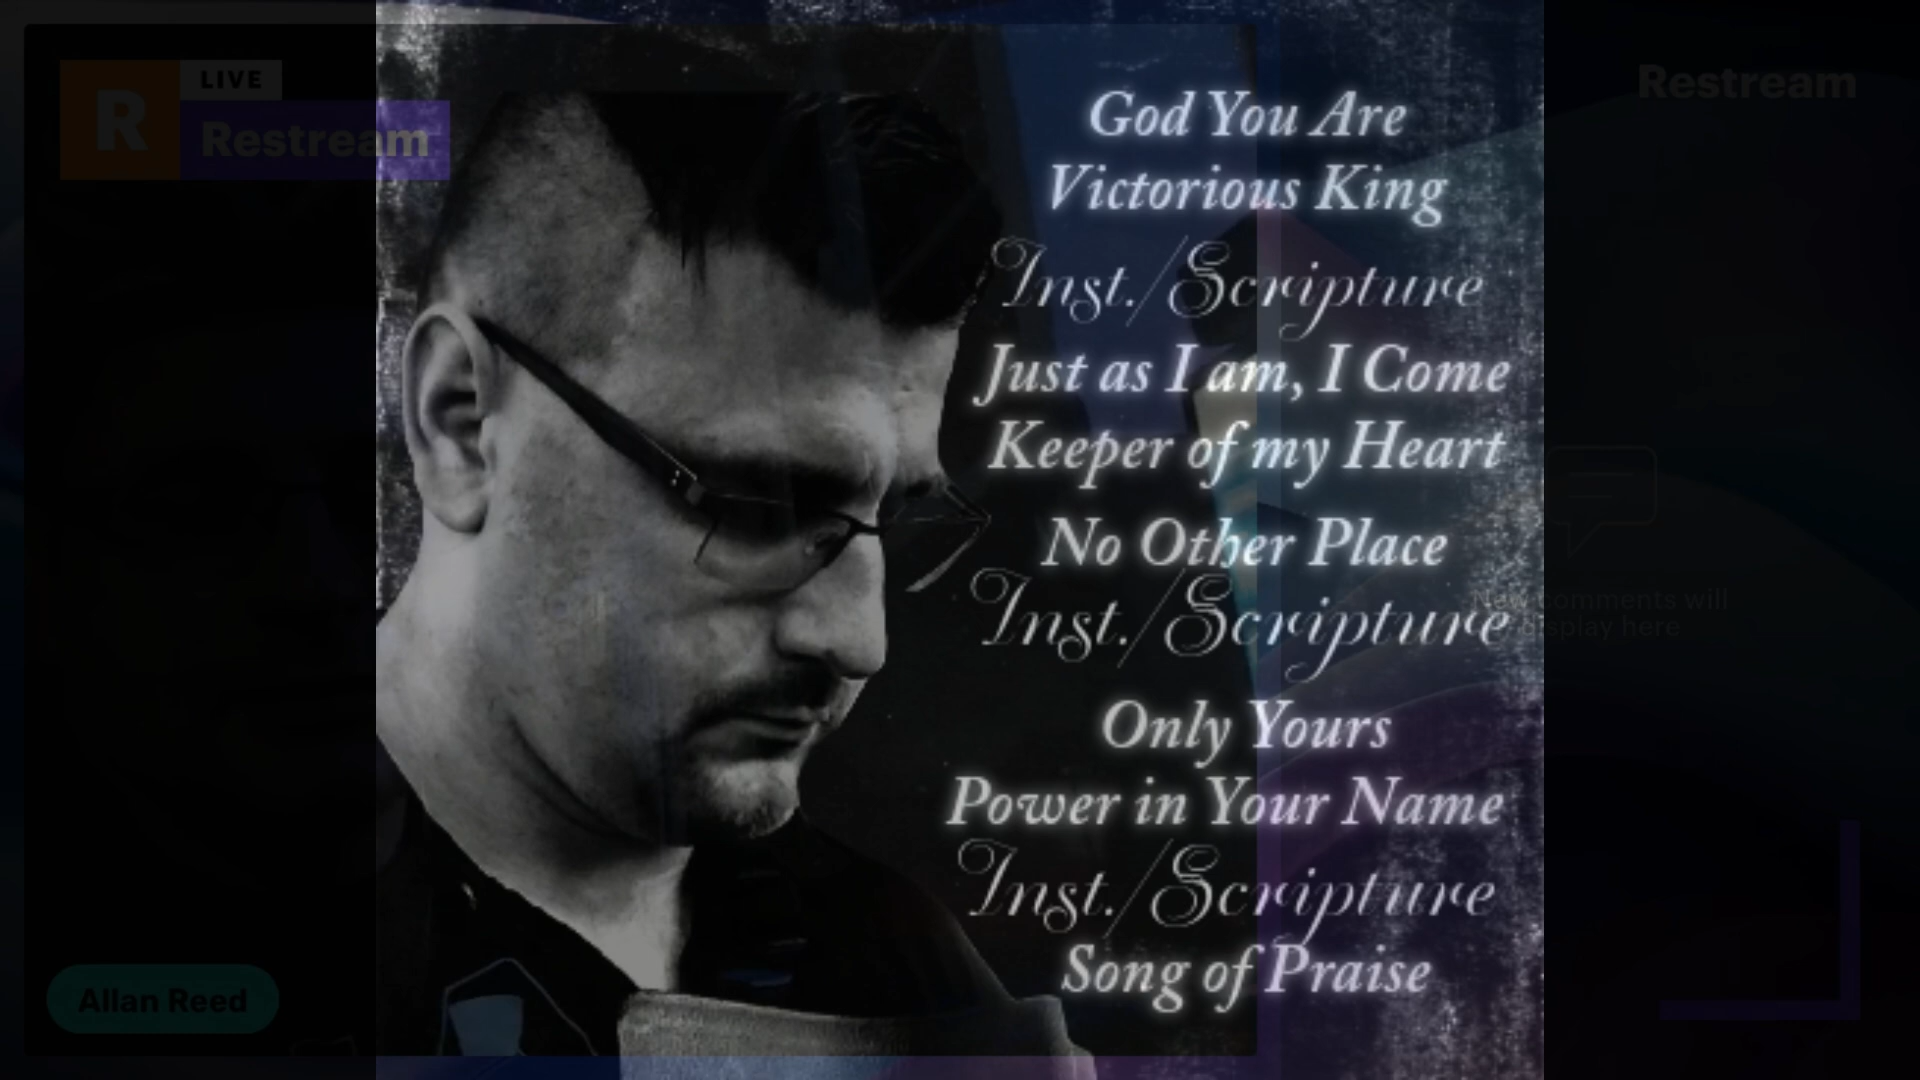 R
LIVE
Restream
Restream
God You Are
Victorious King
Inst./Scripture
Just as I am, I Come
Keeper of my Heart
No Other Place
Inst./Scripture
New comments will
display here
Only Yours
Power in Your Name
Inst./Scripture
Song of Praise
Allan Reed